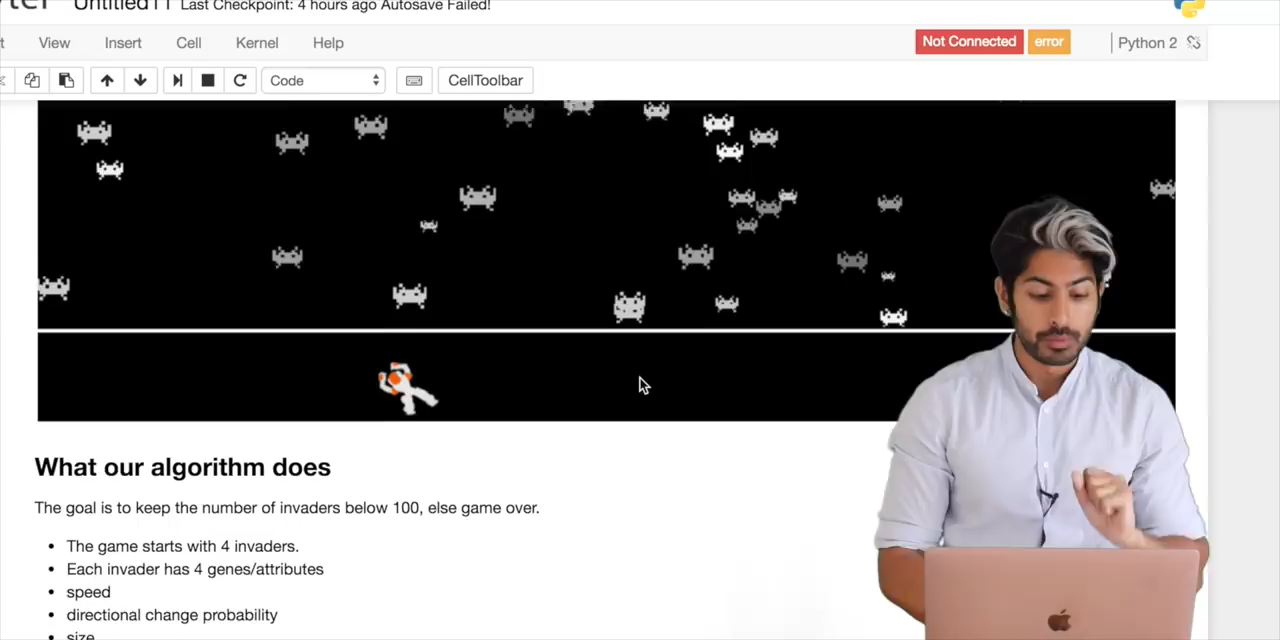 Untitled11 Last Checkpoint: 4 hours ago Autosave Failed!
View Insert Cell Kernel Help Not Connected error Python 2
Code CellToolbar
What our algorithm does
The goal is to keep the number of invaders below 100, else game over.
• The game starts with 4 invaders.
• Each invader has 4 genes/attributes
• speed
• directional change probability
• size